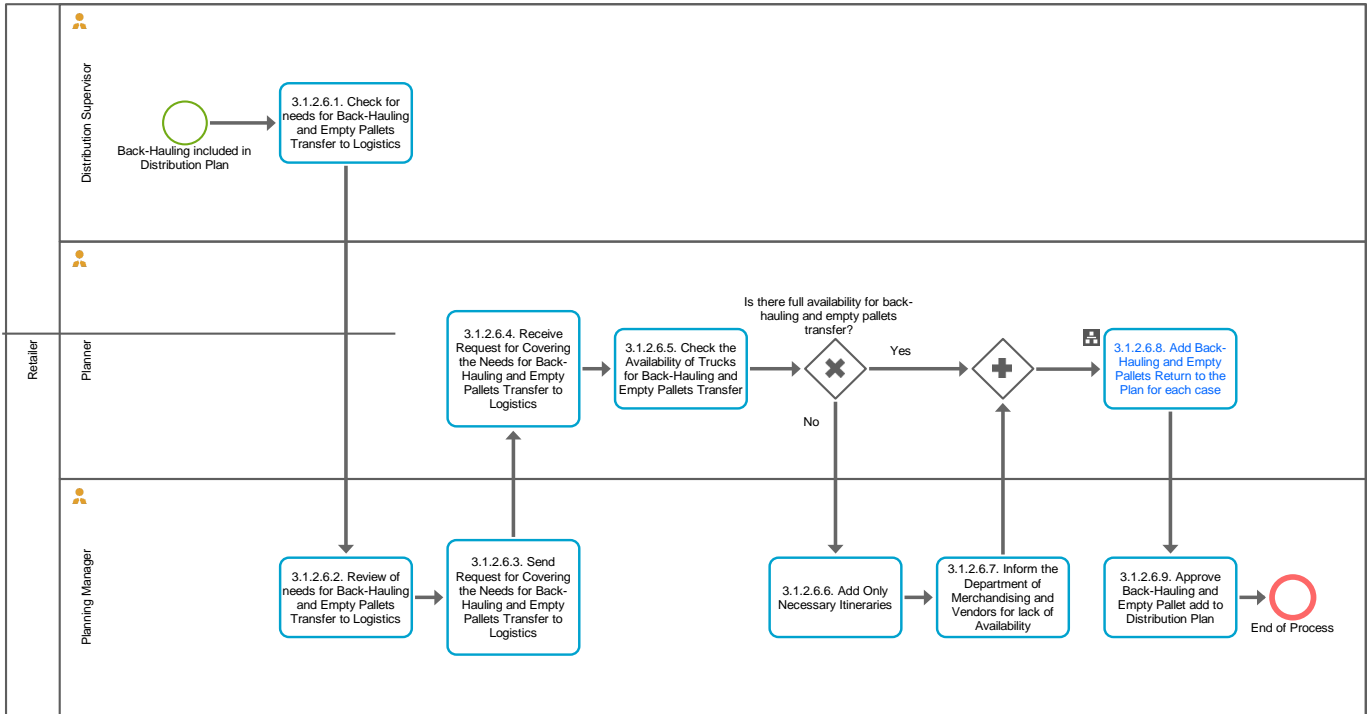 Retailer
Distribution Supervisor
Back-Hauling included in
Distribution Plan
3.1.2.6.1. Check for
needs for Back-Hauling
and Empty Pallets
Transfer to Logistics
Planner
3.1.2.6.4. Receive
Request for Covering
the Needs for Back-
Hauling and Empty
Pallets Transfer to
Logistics
3.1.2.6.5. Check the
Availability of Trucks
for Back-Hauling and
Empty Pallets Transfer
Is there full availability for back-
hauling and empty pallets
transfer?
Yes
No
3.1.2.6.8. Add Back-
Hauling and Empty
Pallets Return to the
Plan for each case
Planning Manager
3.1.2.6.2. Review of
needs for Back-Hauling
and Empty Pallets
Transfer to Logistics
3.1.2.6.3. Send
Request for Covering
the Needs for Back-
Hauling and Empty
Pallets Transfer to
Logistics
3.1.2.6.6. Add Only
Necessary Itineraries
3.1.2.6.7. Inform the
Department of
Merchandising and
Vendors for lack of
Availability
3.1.2.6.9. Approve
Back-Hauling and
Empty Pallet add to
Distribution Plan
End of Process